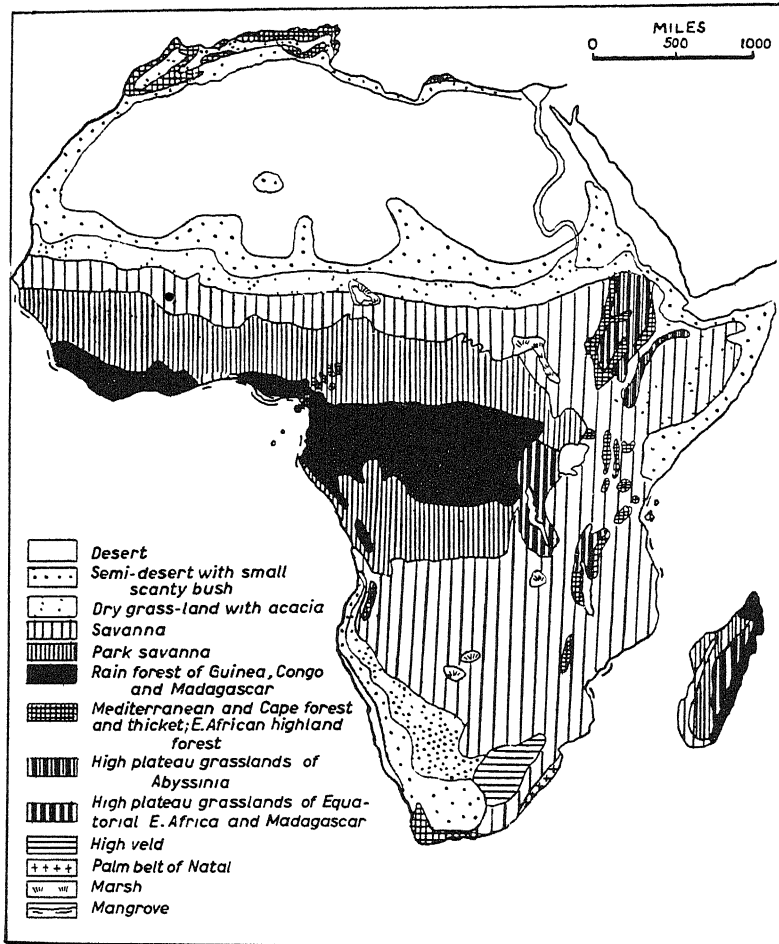 MILES
0 500 1000
Desert
Semi-desert with small
scanty bush
Dry grass-land with acacia
Savanna
Park savanna
Rain forest of Guinea, Congo
and Madagascar
Mediterranean and Cape forest
and thicket; E. African highland
forest
High plateau grasslands of
Abyssinia
High plateau grasslands of Equa-
torial E. Africa and Madagascar
High veld
Palm belt of Natal
Marsh
Mangrove